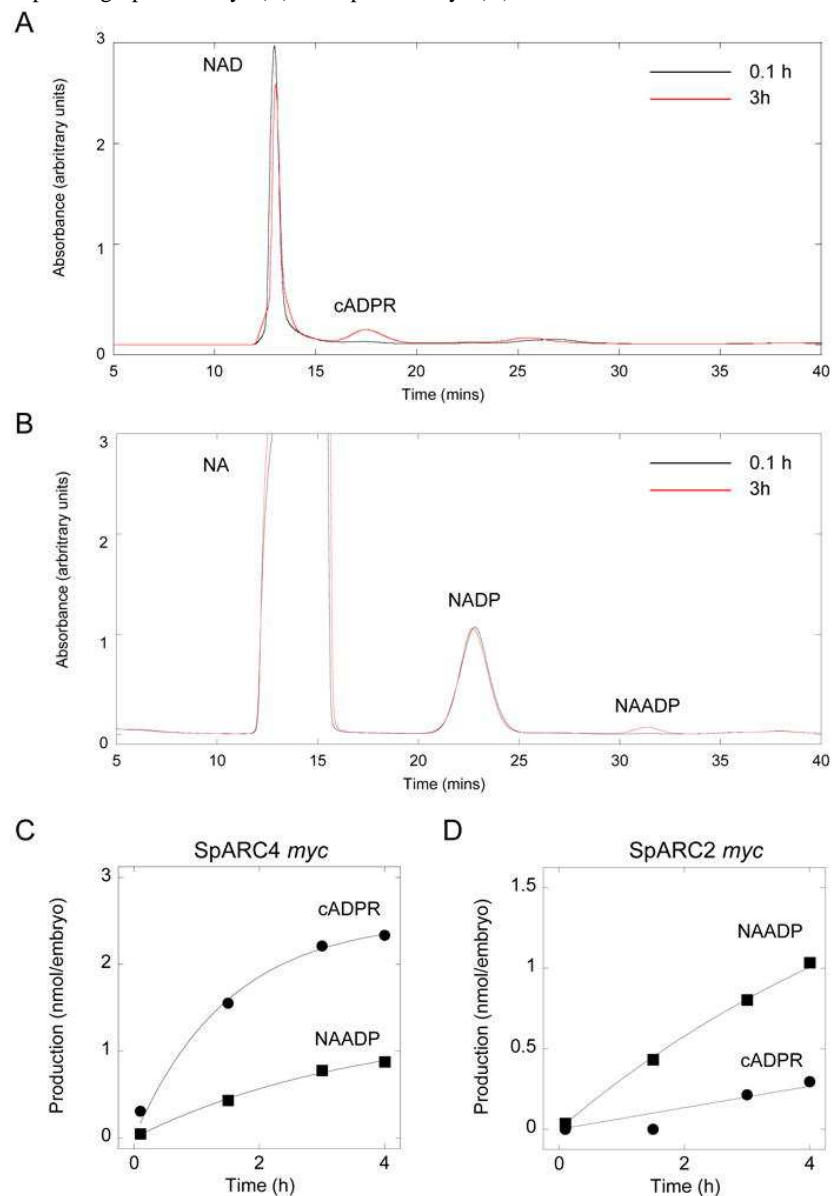 A
3
NAD
0.1 h
3h
2
Absorbance (arbritrary units)
1
cADPR
0
5 10 15 20 25 30 35 40
Time (mins)
B
3
NA
0.1 h
3h
2
Absorbance (arbritrary units)
NADP
1
NAADP
0
5 10 15 20 25 30 35 40
Time (mins)
C
SpARC4 myc
3
cADPR
2
Production (nmol/embryo)
NAADP
1
0
0 2 4
Time (h)
D
SpARC2 myc
1.5
NAADP
1
Production (nmol/embryo)
0.5
cADPR
0
0 2 4
Time (h)